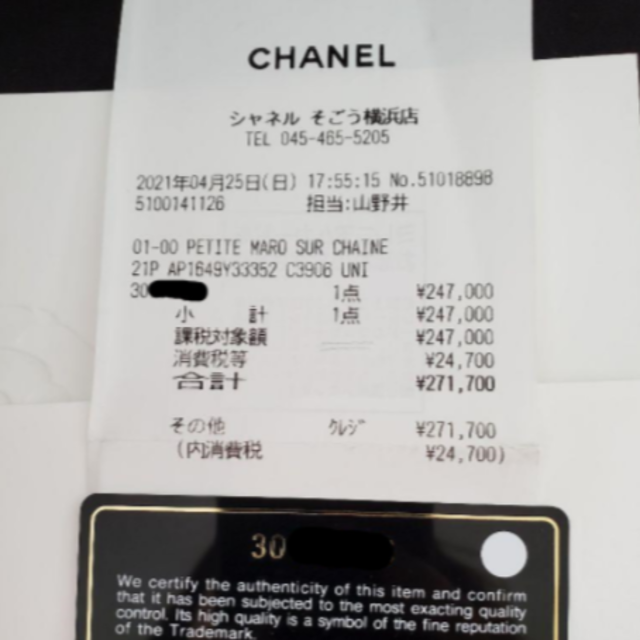 CHANEL
シャネル そごう横浜店
TEL 045-465-5205
2021年04月25日(日) 17:55:15 No.51018898
5100141126 担当:山野井
01-00 PETITE MARO SUR CHAINE
21P AP1649Y33352 C3906 UNI
30 1点 ¥247,000
小 計 1点 ¥247,000
課税対象額 ¥247,000
消費税等 ¥24,700
合計 ¥271,700
その他 クレジ ¥271,700
(内消費税 ¥24,700)
30
We certify the authenticity of this item and confirm
that it has been subjected to the most exacting quality
control. Its high quality is a symbol of the fine reputation
of the Trademark.